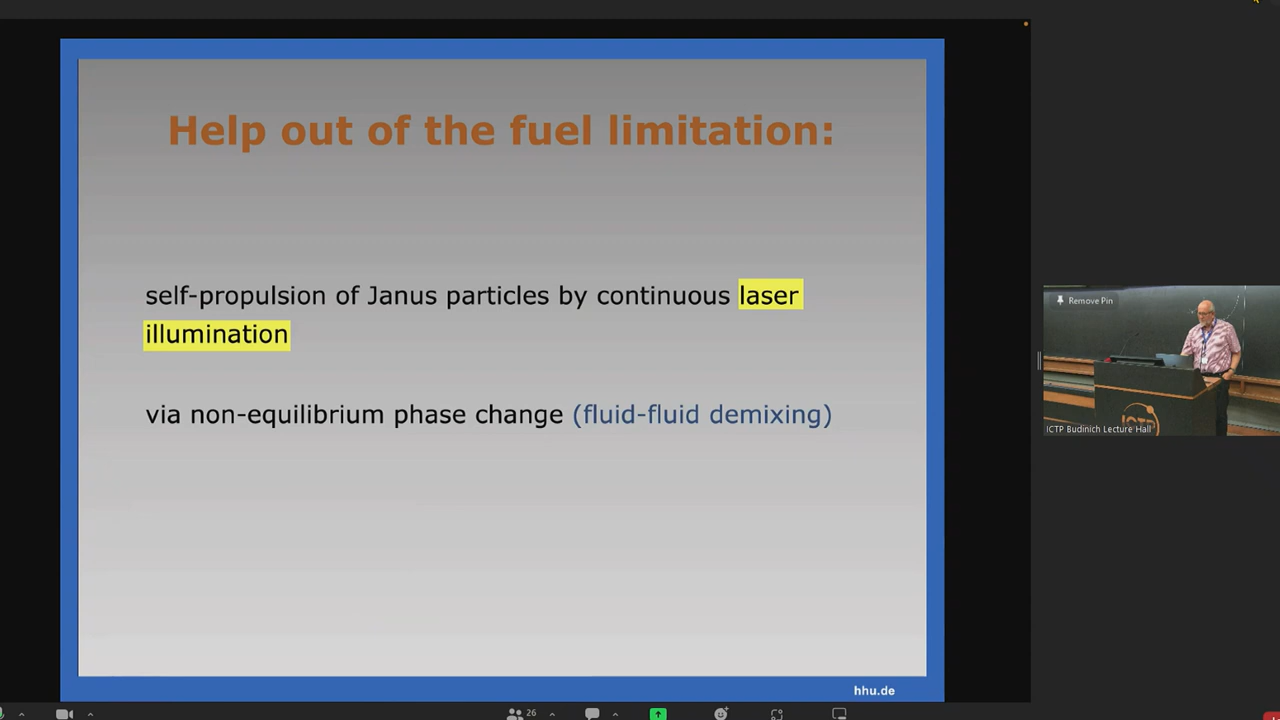 Help out of the fuel limitation:
self-propulsion of Janus particles by continuous laser
illumination
via non-equilibrium phase change (fluid-fluid demixing)
hhu.de
Remove Pin
ICTP
ICTP Budinich Lecture Hall
26